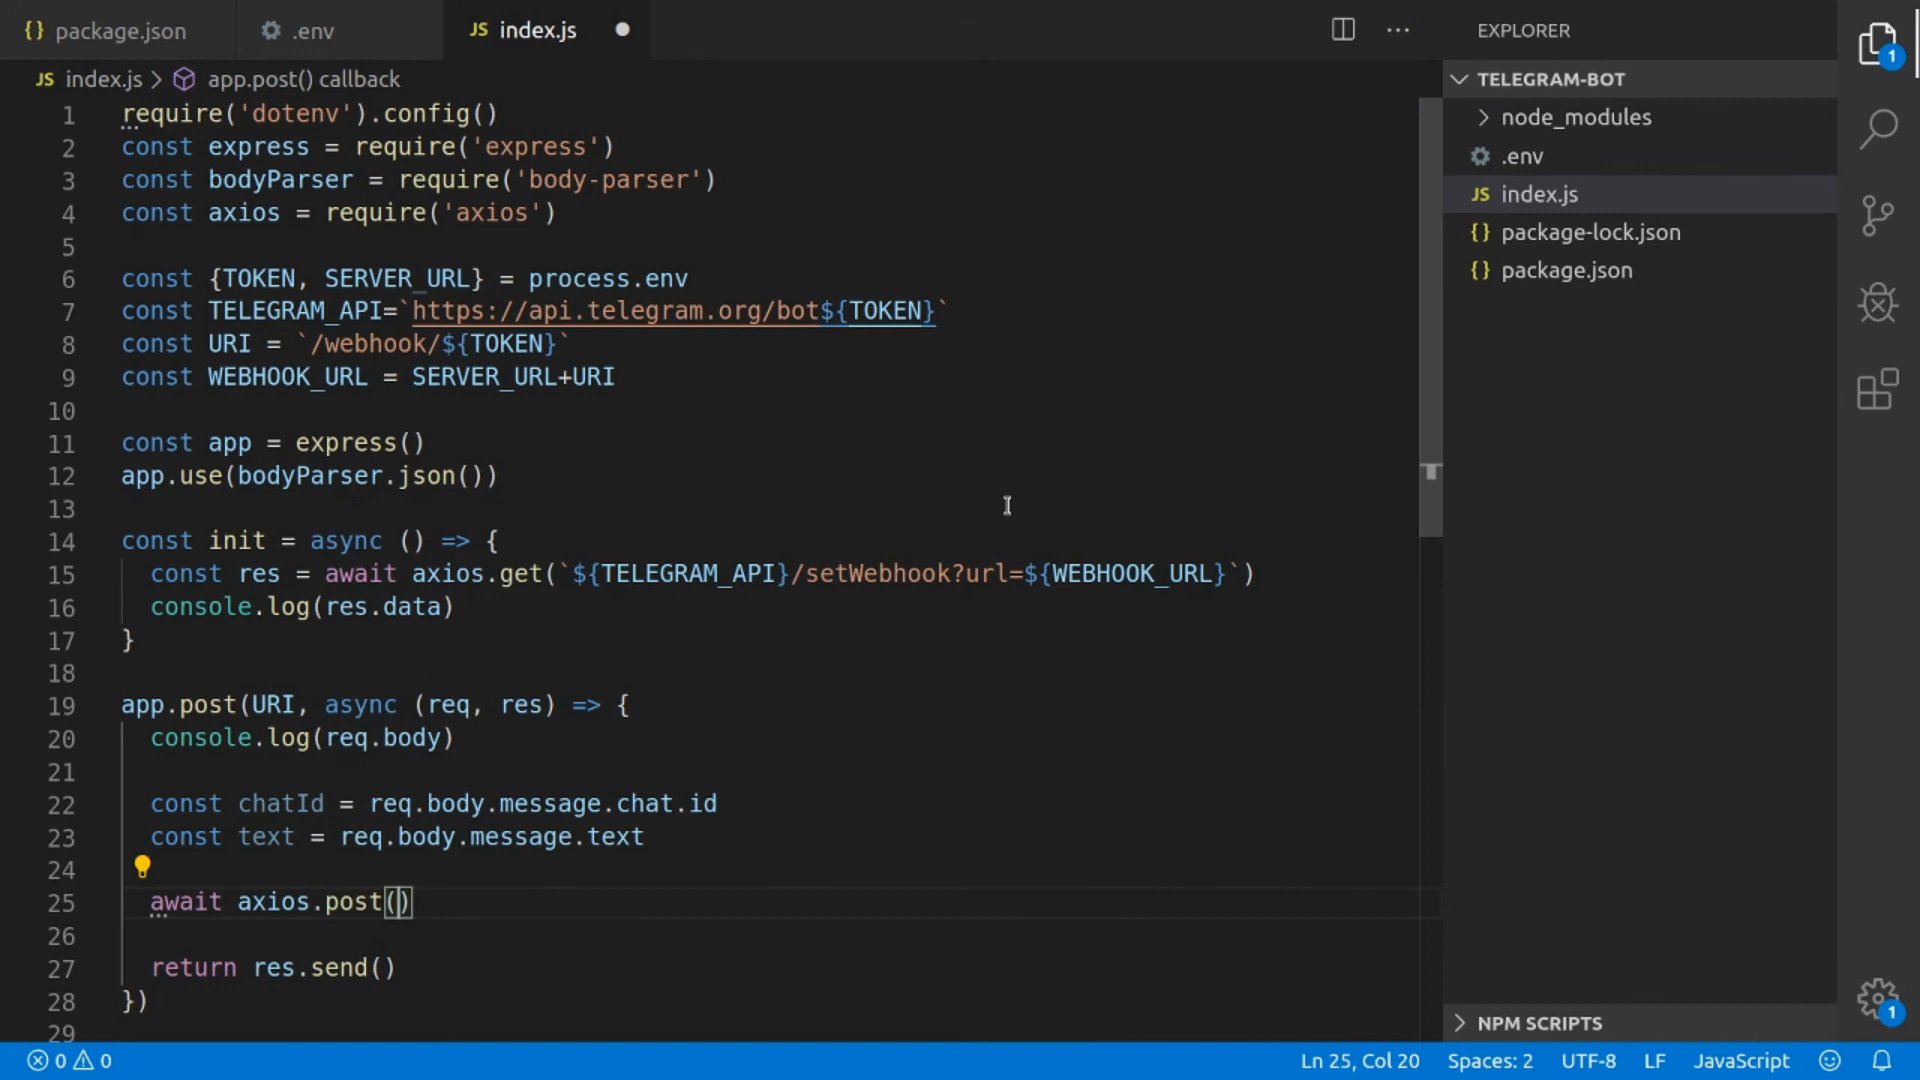 {} package.json
.env
JS index.js
EXPLORER
JS index.js > app.post() callback
1 require('dotenv').config()
2 const express = require('express')
3 const bodyParser = require('body-parser')
4 const axios = require('axios')
5
6 const {TOKEN, SERVER_URL} = process.env
7 const TELEGRAM_API=`https://api.telegram.org/bot${TOKEN}`
8 const URI = `/webhook/${TOKEN}`
9 const WEBHOOK_URL = SERVER_URL+URI
10
11 const app = express()
12 app.use(bodyParser.json())
13
14 const init = async () => {
15 const res = await axios.get(`${TELEGRAM_API}/setWebhook?url=${WEBHOOK_URL}`)
16 console.log(res.data)
17 }
18
19 app.post(URI, async (req, res) => {
20 console.log(req.body)
21
22 const chatId = req.body.message.chat.id
23 const text = req.body.message.text
24
25 await axios.post()
26
27 return res.send()
28 })
29
TELEGRAM-BOT
node_modules
.env
JS index.js
{} package-lock.json
{} package.json
NPM SCRIPTS
1
1
0 0
Ln 25, Col 20
Spaces: 2
UTF-8
LF
JavaScript